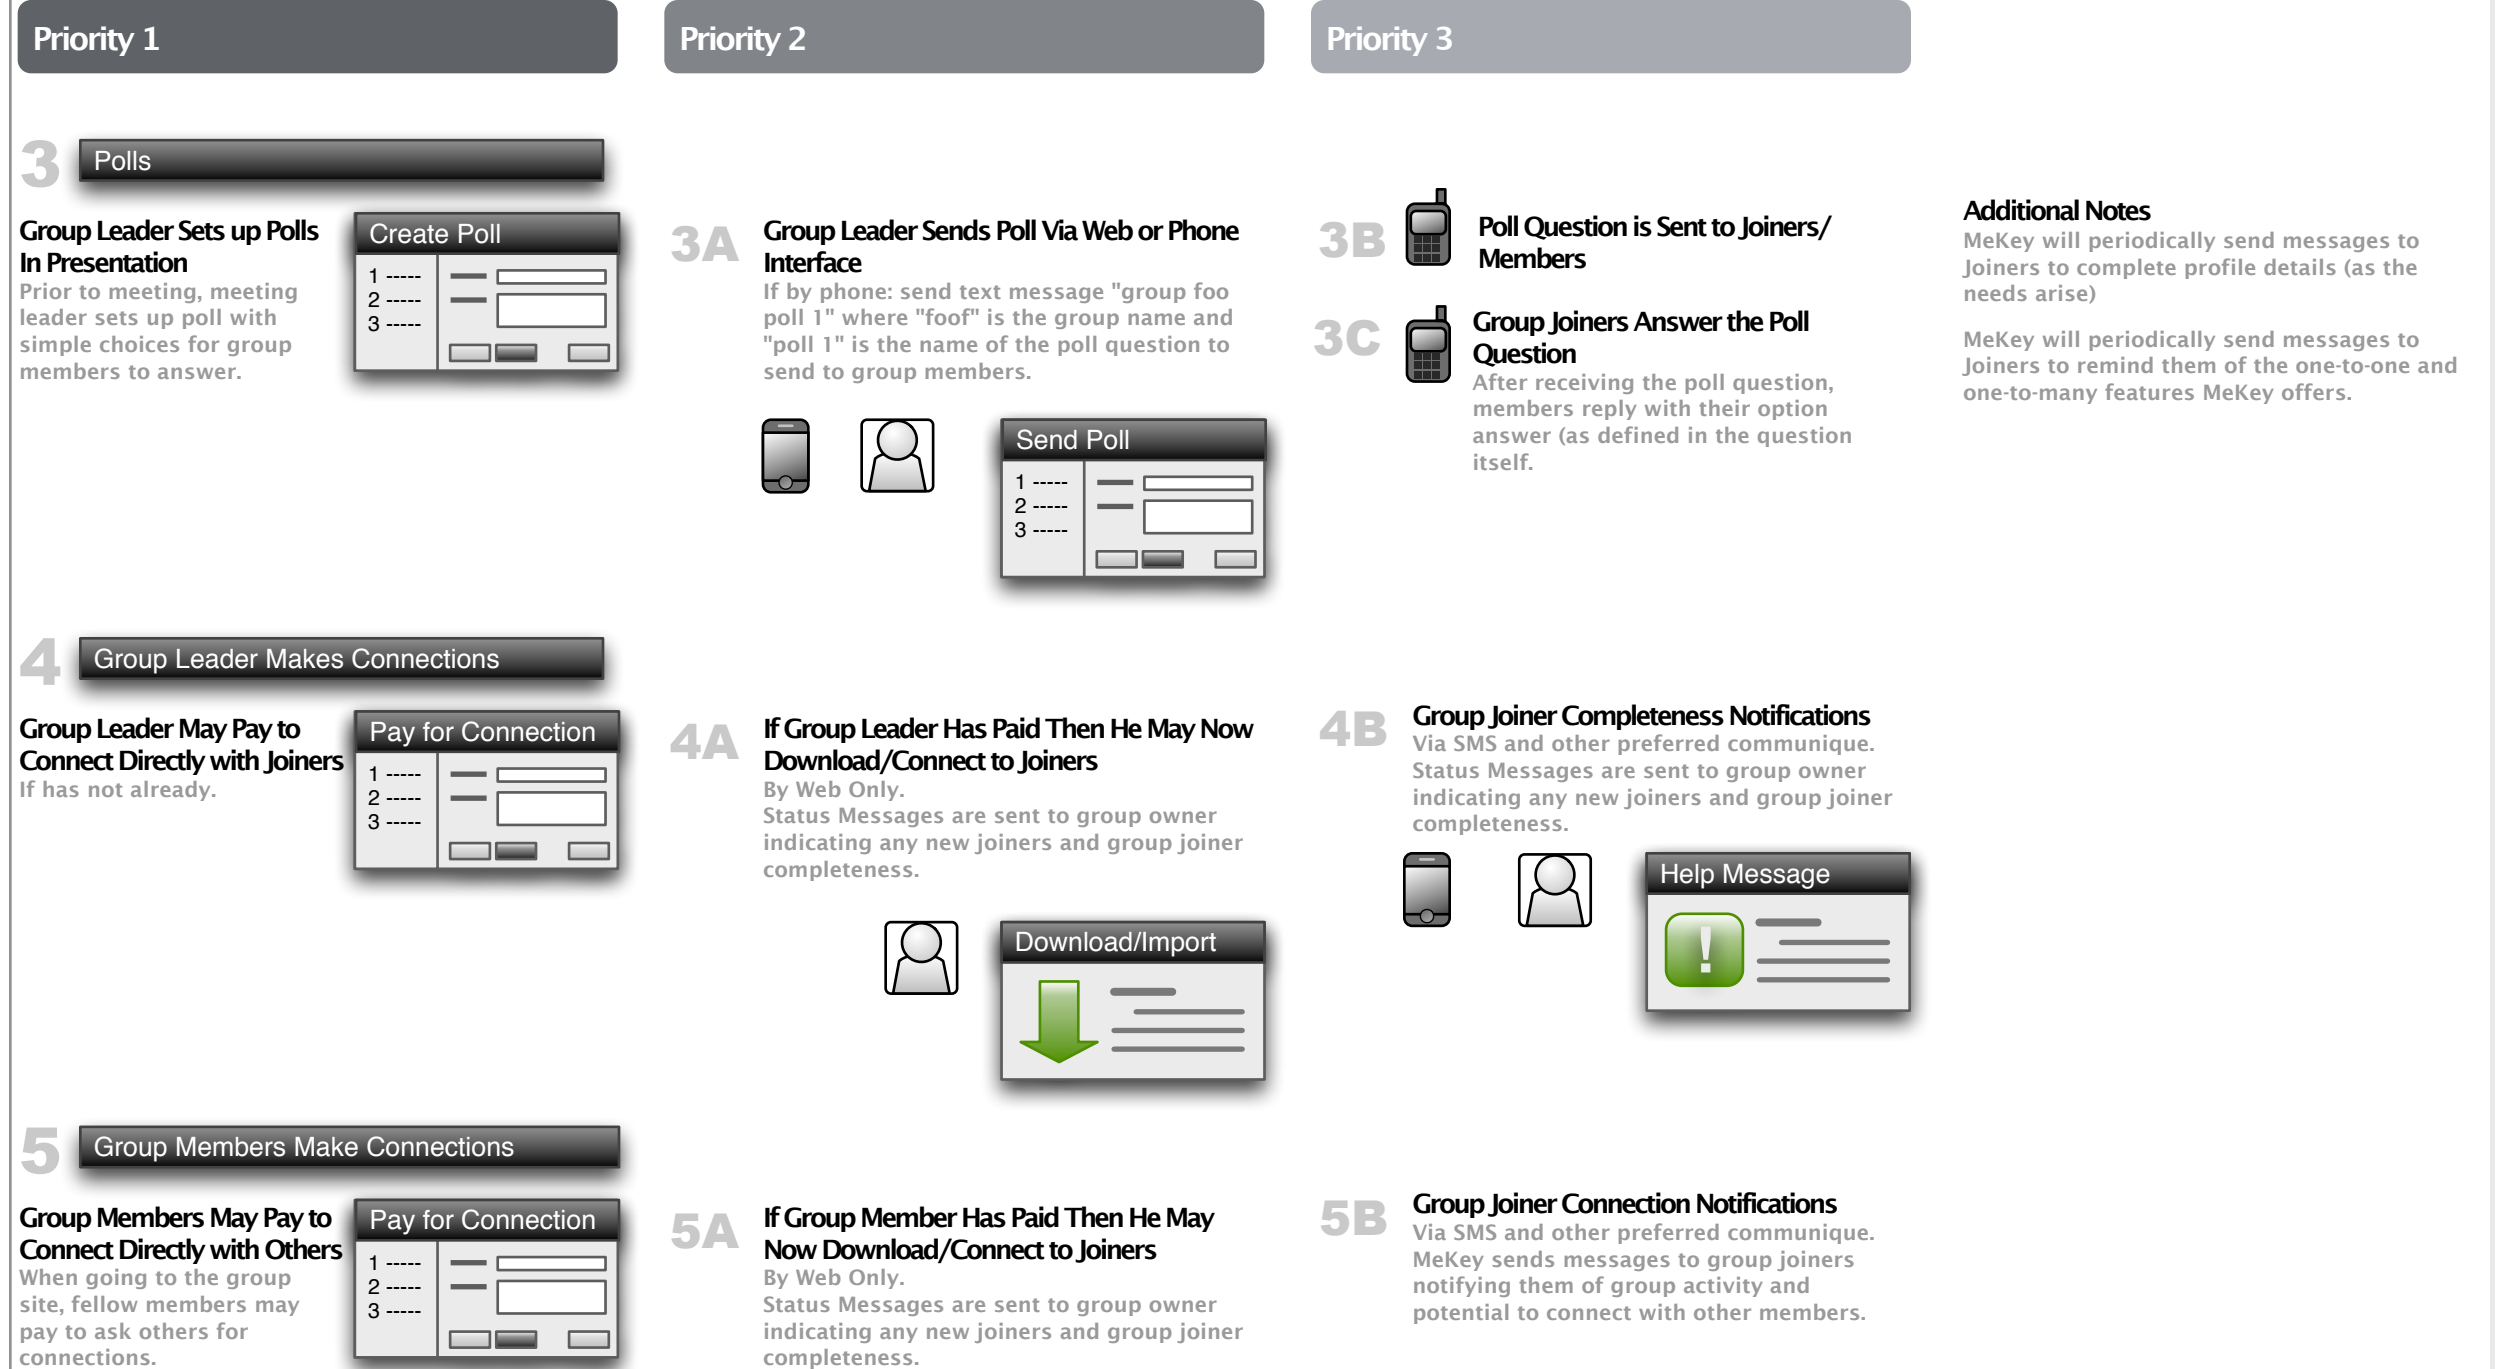 Priority 1
Priority 2
Priority 3
3
Polls
Group Leader Sets up Polls
In Presentation
Prior to meeting, meeting
leader sets up poll with
simple choices for group
members to answer.
Create Poll
1 -----
2 -----
3 -----
3A
Group Leader Sends Poll Via Web or Phone
Interface
If by phone: send text message "group foo
poll 1" where "foof" is the group name and
"poll 1" is the name of the poll question to
send to group members.
Send Poll
1 -----
2 -----
3 -----
3B
Poll Question is Sent to Joiners/
Members
3C
Group Joiners Answer the Poll
Question
After receiving the poll question,
members reply with their option
answer (as defined in the question
itself.
Additional Notes
MeKey will periodically send messages to
Joiners to complete profile details (as the
needs arise)
MeKey will periodically send messages to
Joiners to remind them of the one-to-one and
one-to-many features MeKey offers.
4
Group Leader Makes Connections
Group Leader May Pay to
Connect Directly with Joiners
If has not already.
Pay for Connection
1 -----
2 -----
3 -----
4A
If Group Leader Has Paid Then He May Now
Download/Connect to Joiners
By Web Only.
Status Messages are sent to group owner
indicating any new joiners and group joiner
completeness.
Download/Import
4B
Group Joiner Completeness Notifications
Via SMS and other preferred communique.
Status Messages are sent to group owner
indicating any new joiners and group joiner
completeness.
Help Message
!
5
Group Members Make Connections
Group Members May Pay to
Connect Directly with Others
When going to the group
site, fellow members may
pay to ask others for
connections.
Pay for Connection
1 -----
2 -----
3 -----
5A
If Group Member Has Paid Then He May
Now Download/Connect to Joiners
By Web Only.
Status Messages are sent to group owner
indicating any new joiners and group joiner
completeness.
5B
Group Joiner Connection Notifications
Via SMS and other preferred communique.
MeKey sends messages to group joiners
notifying them of group activity and
potential to connect with other members.